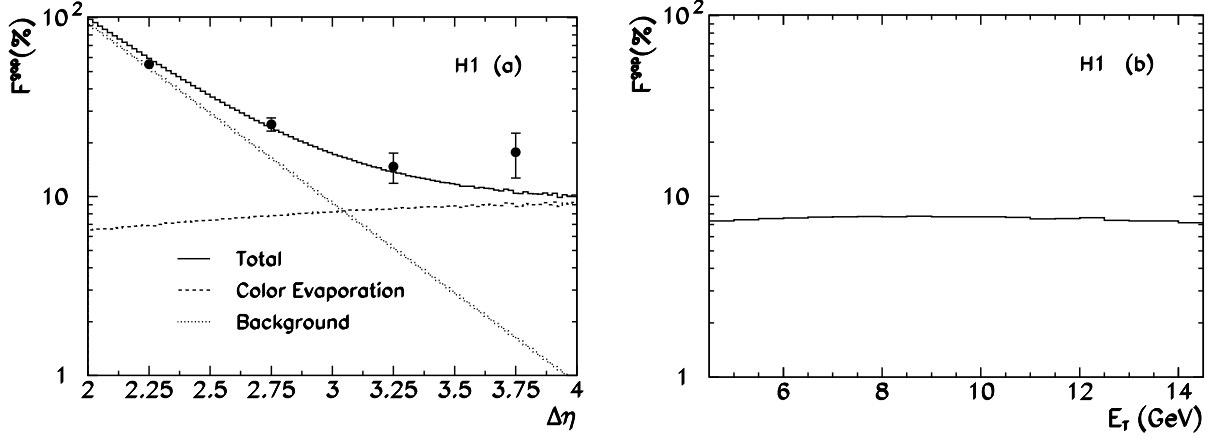 10²
F^gap(%)
H1 (a)
10
Total
Color Evaporation
Background
1
2 2.25 2.5 2.75 3 3.25 3.5 3.75 4
Δη
10²
F^gap(%)
H1 (b)
10
1
6 8 10 12 14
E_T (GeV)